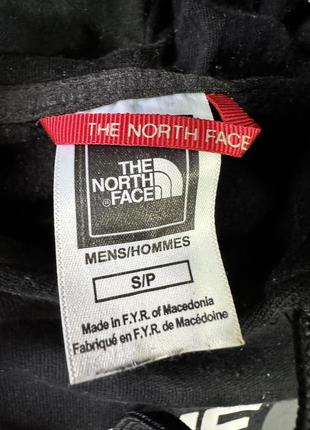 THE NORTH FACE
THE
NORTH
FACE
MENS/HOMMES
S/P
Made in F.Y.R. of Macedonia
Fabriqué en F.Y.R. de Macédoine